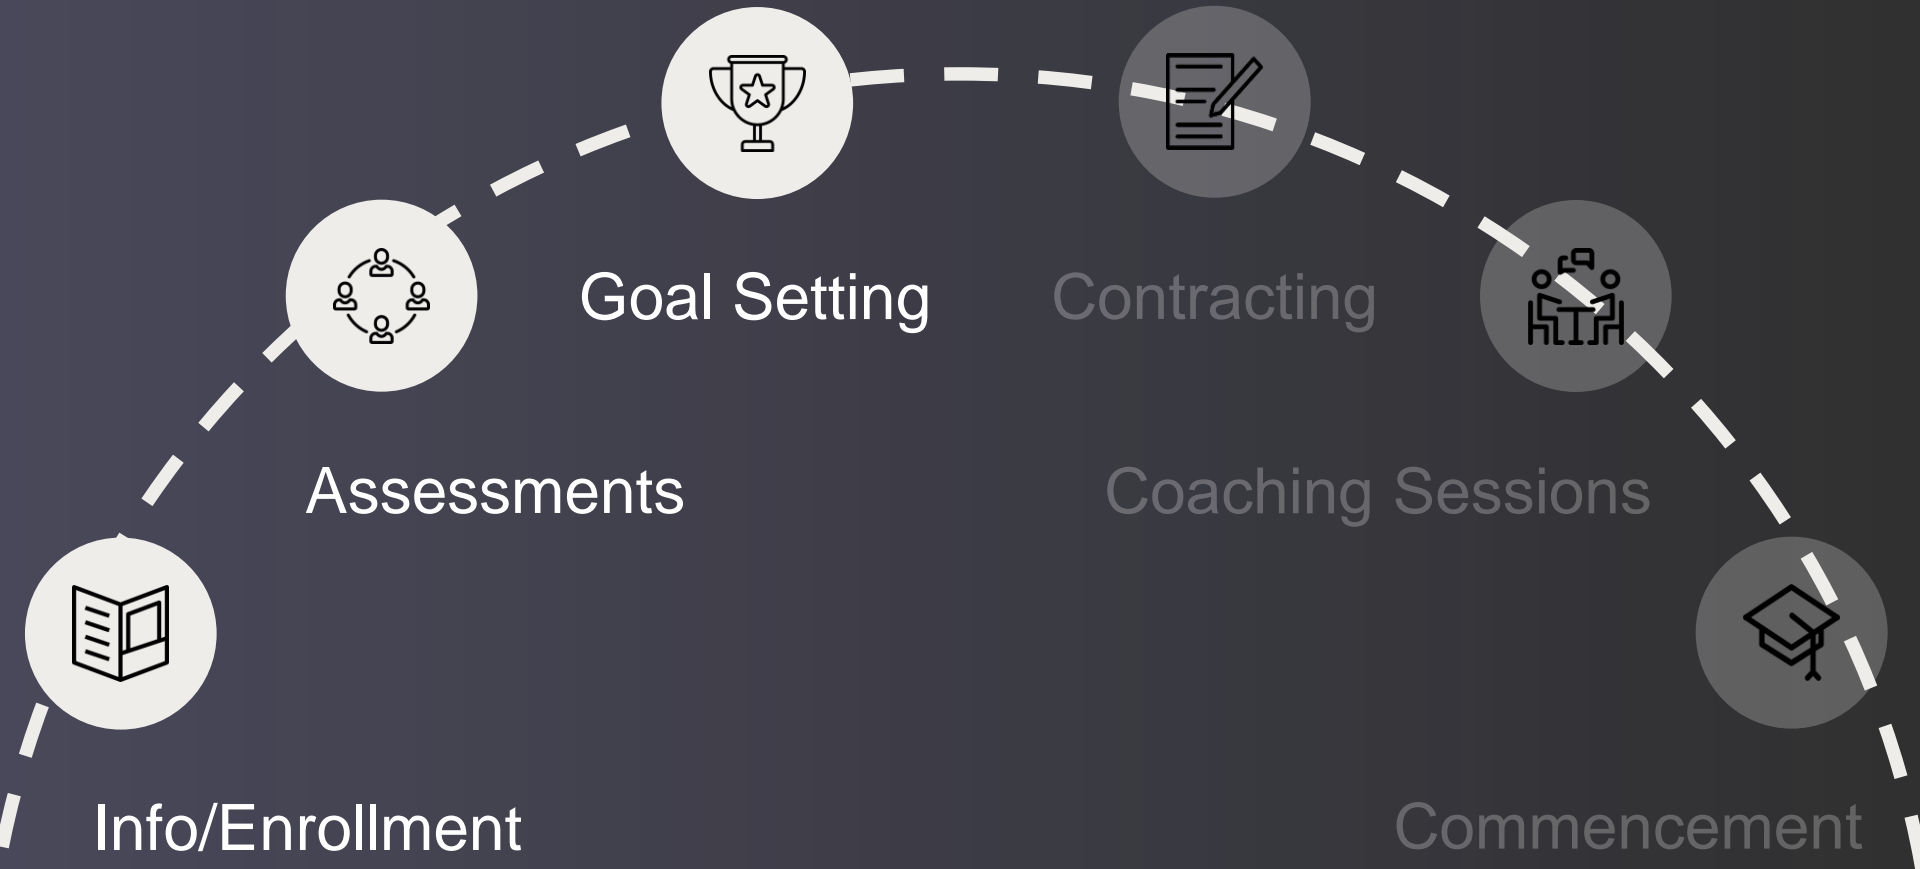 Info/Enrollment
Assessments
Goal Setting
Contracting
Coaching Sessions
Commencement